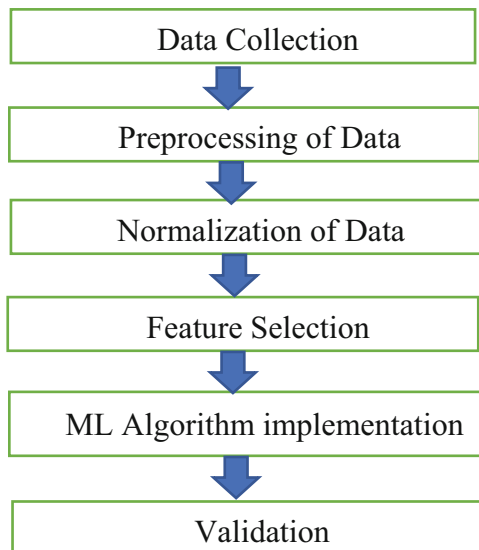 Data Collection
Preprocessing of Data
Normalization of Data
Feature Selection
ML Algorithm implementation
Validation